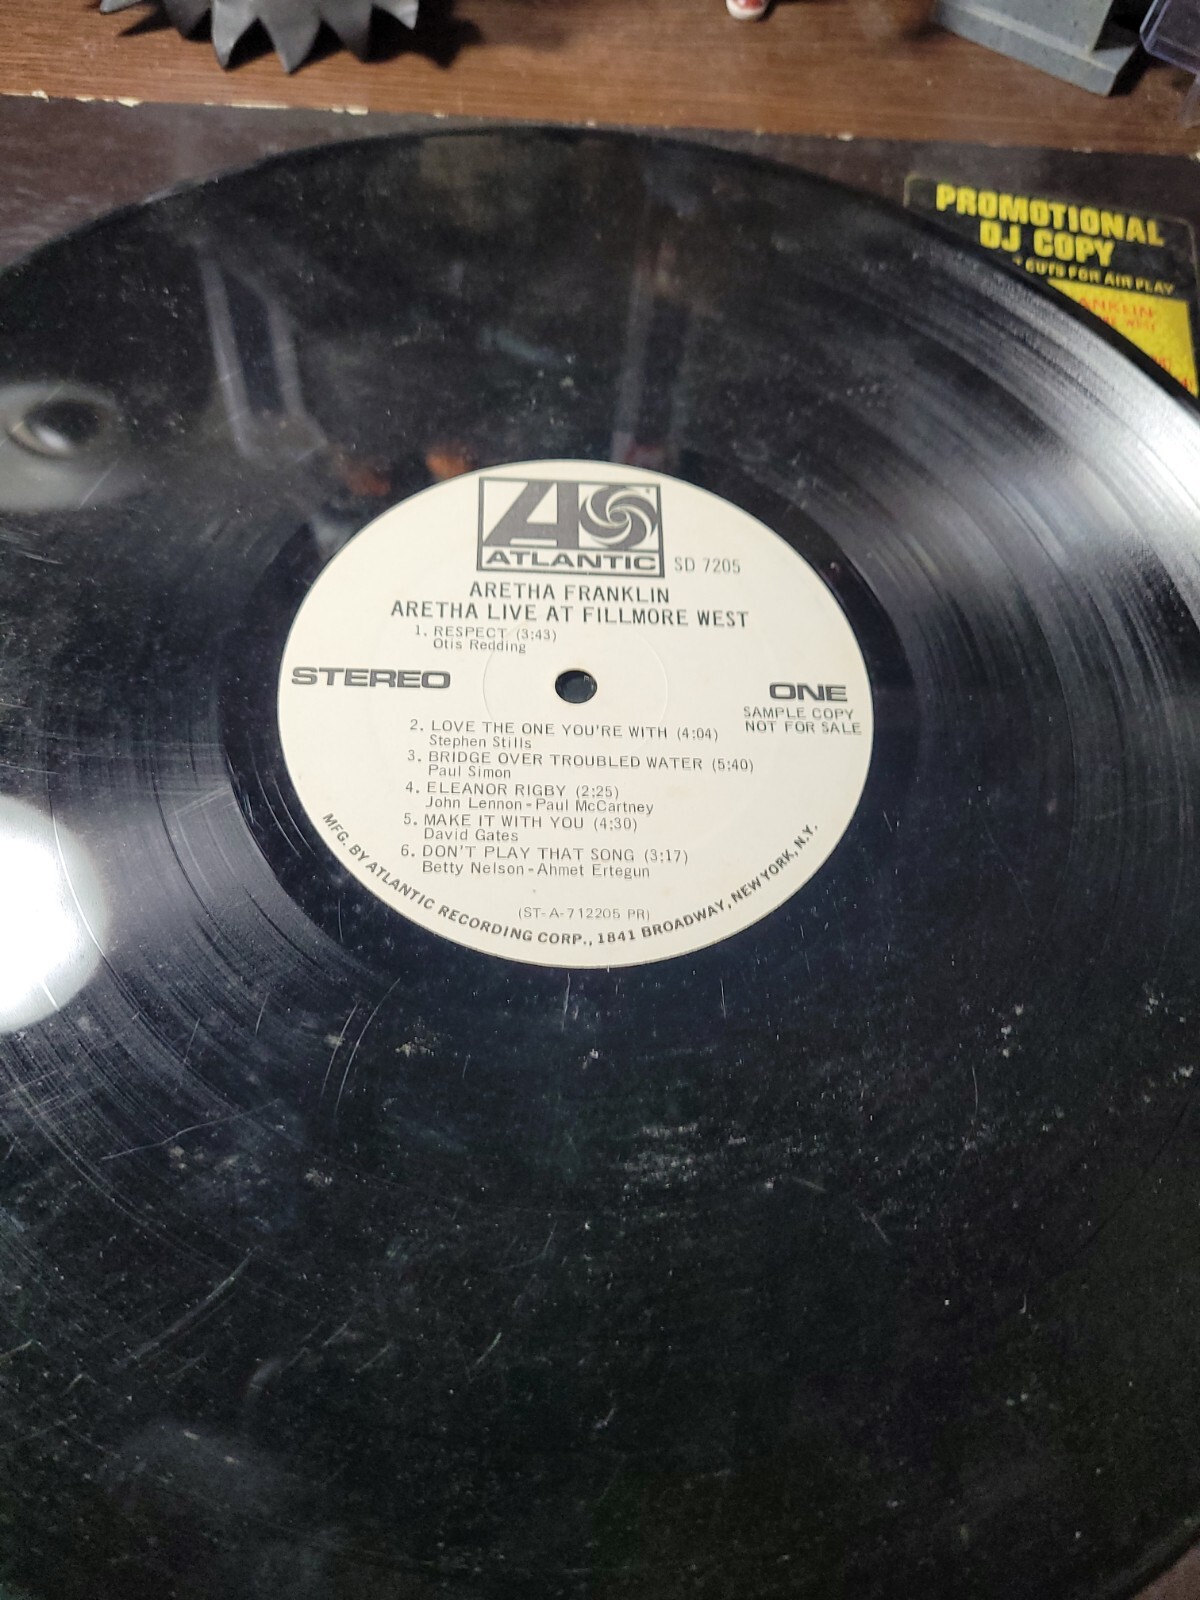 PROMOTIONAL
DJ COPY
CUTS FOR AIR PLAY
ATLANTIC
SD 7205
ARETHA FRANKLIN
ARETHA LIVE AT FILLMORE WEST
1. RESPECT (3:43)
Otis Redding
STEREO
ONE
SAMPLE COPY
NOT FOR SALE
2. LOVE THE ONE YOU'RE WITH (4:04)
Stephen Stills
3. BRIDGE OVER TROUBLED WATER (5:40)
Paul Simon
4. ELEANOR RIGBY (2:25)
John Lennon-Paul McCartney
5. MAKE IT WITH YOU (4:30)
David Gates
6. DON'T PLAY THAT SONG (3:17)
Betty Nelson-Ahmet Ertegun
(ST-A-712205 PR)
MFG. BY ATLANTIC RECORDING CORP., 1841 BROADWAY, NEW YORK, N.Y.